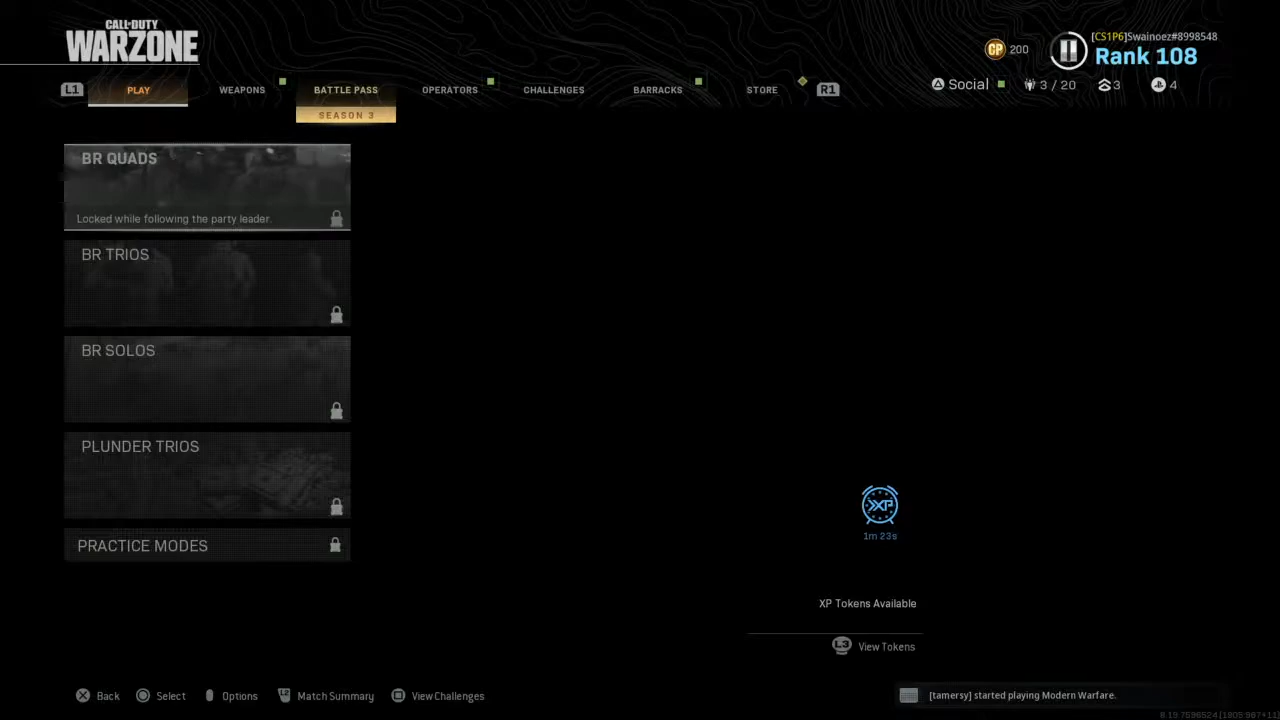 CALL OF DUTY
WARZONE
GP 200
[CS1P6]Swainoez#8998548
Rank 108
L1
PLAY
WEAPONS
BATTLE PASS
SEASON 3
OPERATORS
CHALLENGES
BARRACKS
STORE
R1
Social
3 / 20
3
4
BR QUADS
Locked while following the party leader.
BR TRIOS
BR SOLOS
PLUNDER TRIOS
PRACTICE MODES
XP
1m 23s
XP Tokens Available
L3 View Tokens
Back
Select
Options
L2 Match Summary
View Challenges
[tamersy] started playing Modern Warfare.